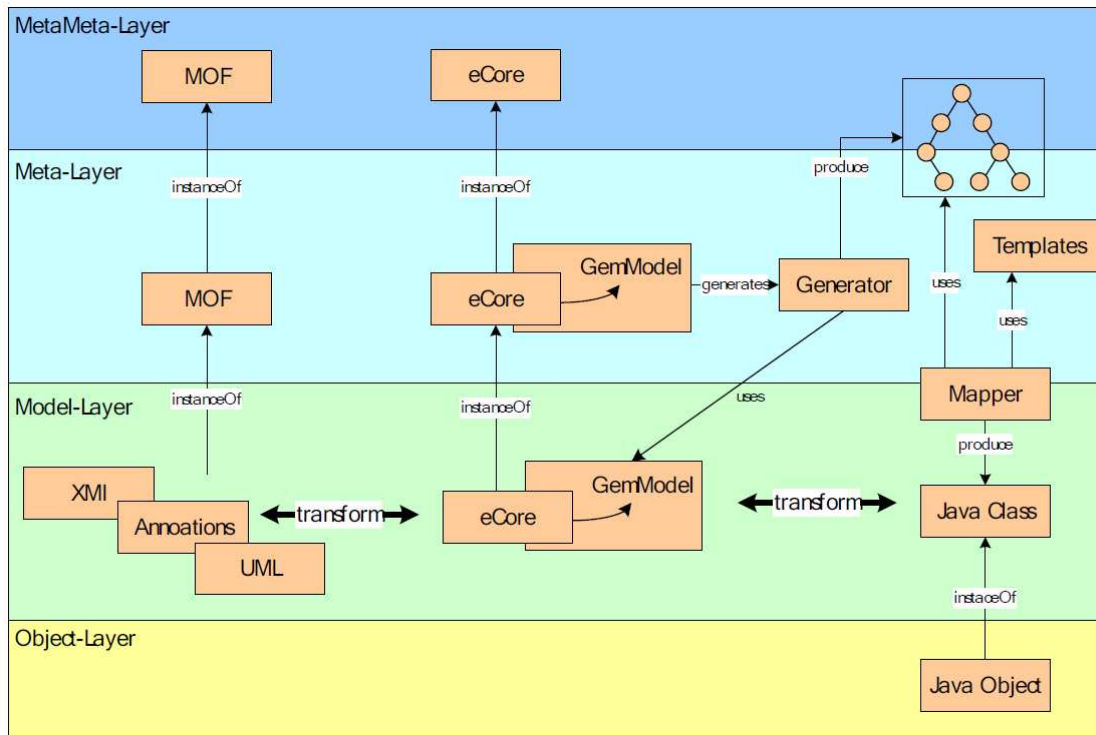 MetaMeta-Layer
MOF
eCore
Meta-Layer
instanceOf
instanceOf
produce
Templates
GemModel
MOF
eCore
generates
Generator
uses
uses
Model-Layer
instanceOf
instanceOf
uses
Mapper
produce
XMI
GemModel
Annoations
transform
eCore
transform
Java Class
UML
instaceOf
Object-Layer
Java Object